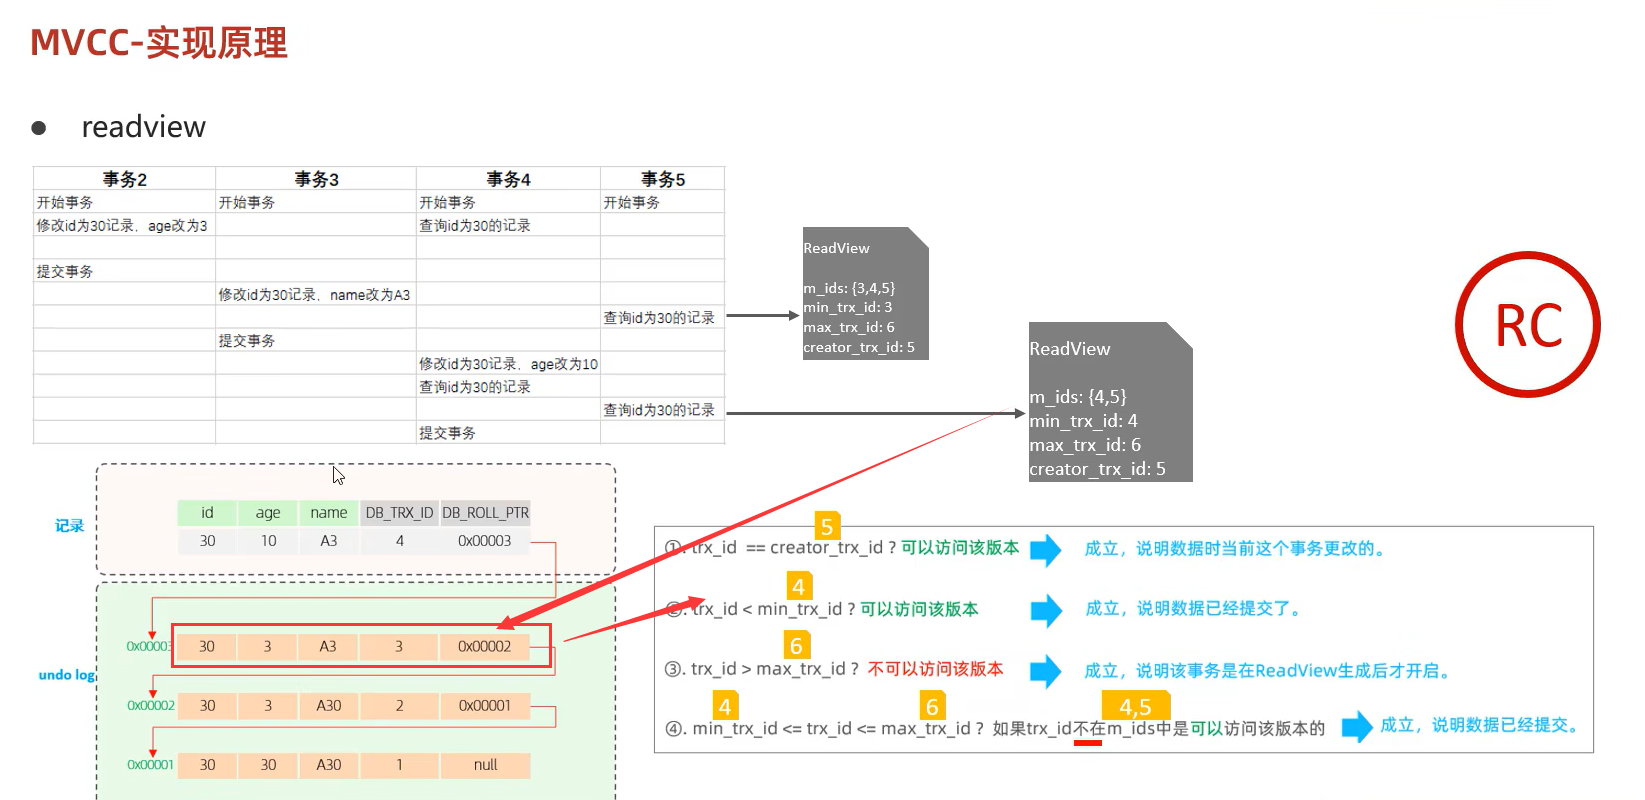 MVCC-实现原理
● readview
事务2 事务3 事务4 事务5
开始事务 开始事务 开始事务 开始事务
修改id为30记录，age改为3 查询id为30的记录
提交事务
修改id为30记录，name改为A3
查询id为30的记录
提交事务
修改id为30记录，age改为10
查询id为30的记录
查询id为30的记录
提交事务
ReadView
m_ids: {3,4,5}
min_trx_id: 3
max_trx_id: 6
creator_trx_id: 5
ReadView
m_ids: {4,5}
min_trx_id: 4
max_trx_id: 6
creator_trx_id: 5
RC
记录
id age name DB_TRX_ID DB_ROLL_PTR
30 10 A3 4 0x00003
undo log
0x00003 30 3 A3 3 0x00002
0x00002 30 3 A30 2 0x00001
0x00001 30 30 A30 1 null
5
①. trx_id == creator_trx_id ? 可以访问该版本 成立，说明数据时当前这个事务更改的。
4
②. trx_id < min_trx_id ? 可以访问该版本 成立，说明数据已经提交了。
6
③. trx_id > max_trx_id ? 不可以访问该版本 成立，说明该事务是在ReadView生成后才开启。
4 6 4,5
④. min_trx_id <= trx_id <= max_trx_id ? 如果trx_id不在m_ids中是可以访问该版本的 成立，说明数据已经提交。